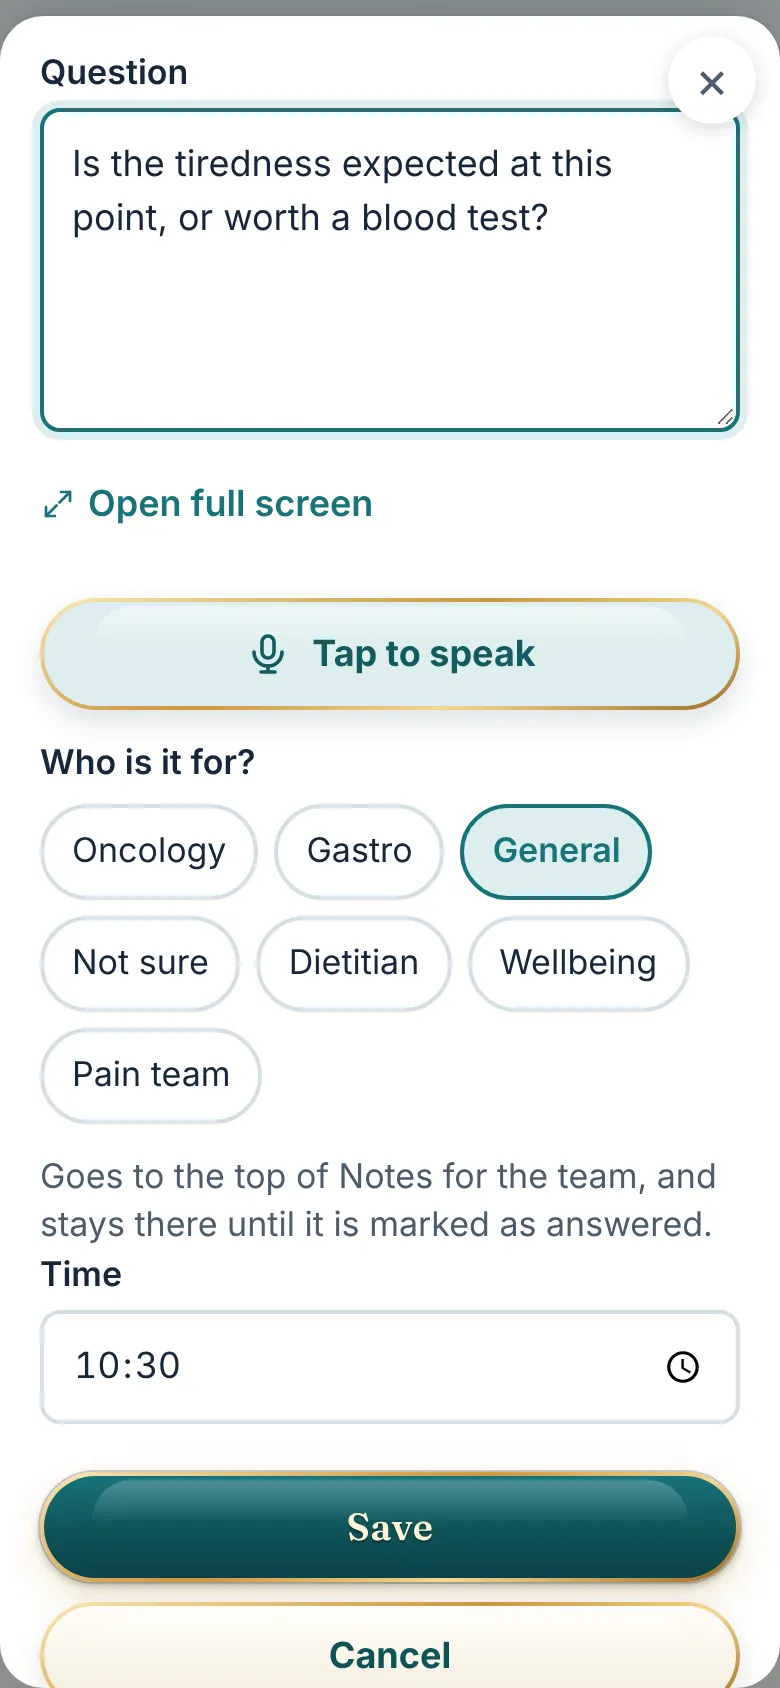 Question
Is the tiredness expected at this
point, or worth a blood test?
Open full screen
Tap to speak
Who is it for?
Oncology
Gastro
General
Not sure
Dietitian
Wellbeing
Pain team
Goes to the top of Notes for the team, and
stays there until it is marked as answered.
Time
10:30
Save
Cancel